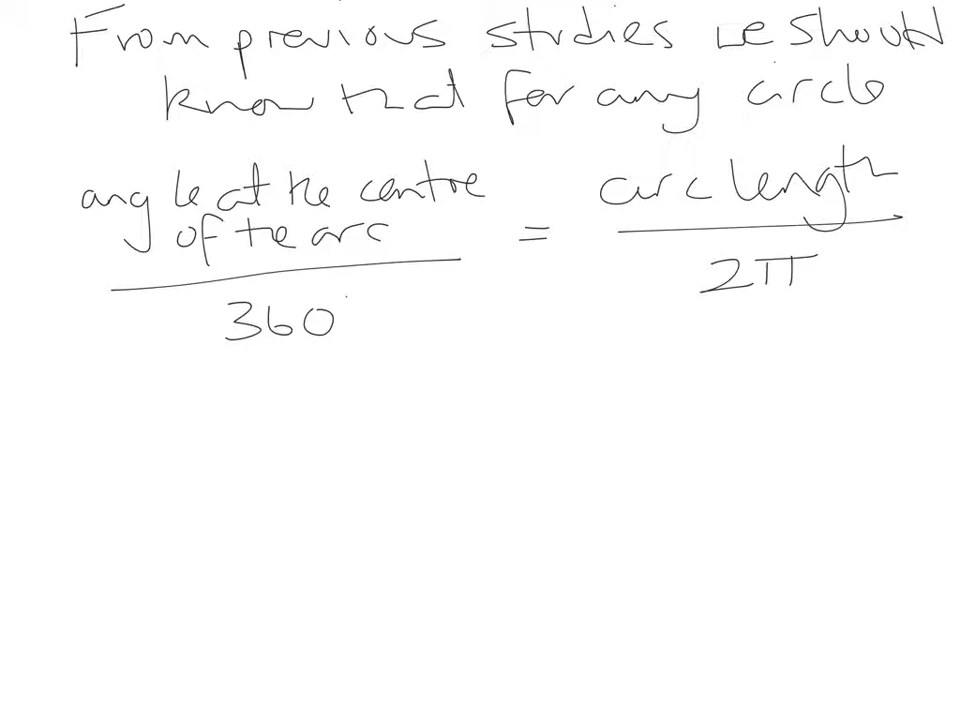 From previous studies we should
know that for any circle
angle at the centre
of the arc
360
=
arc length
2π